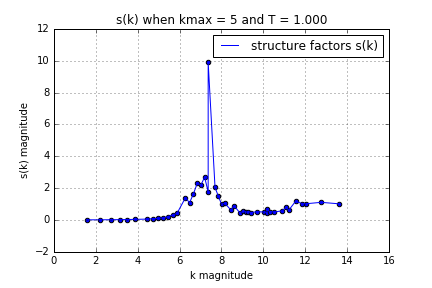 s(k) when kmax = 5 and T = 1.000
structure factors s(k)
s(k) magnitude
12
10
8
6
4
2
0
−2
0 2 4 6 8 10 12 14 16
k magnitude